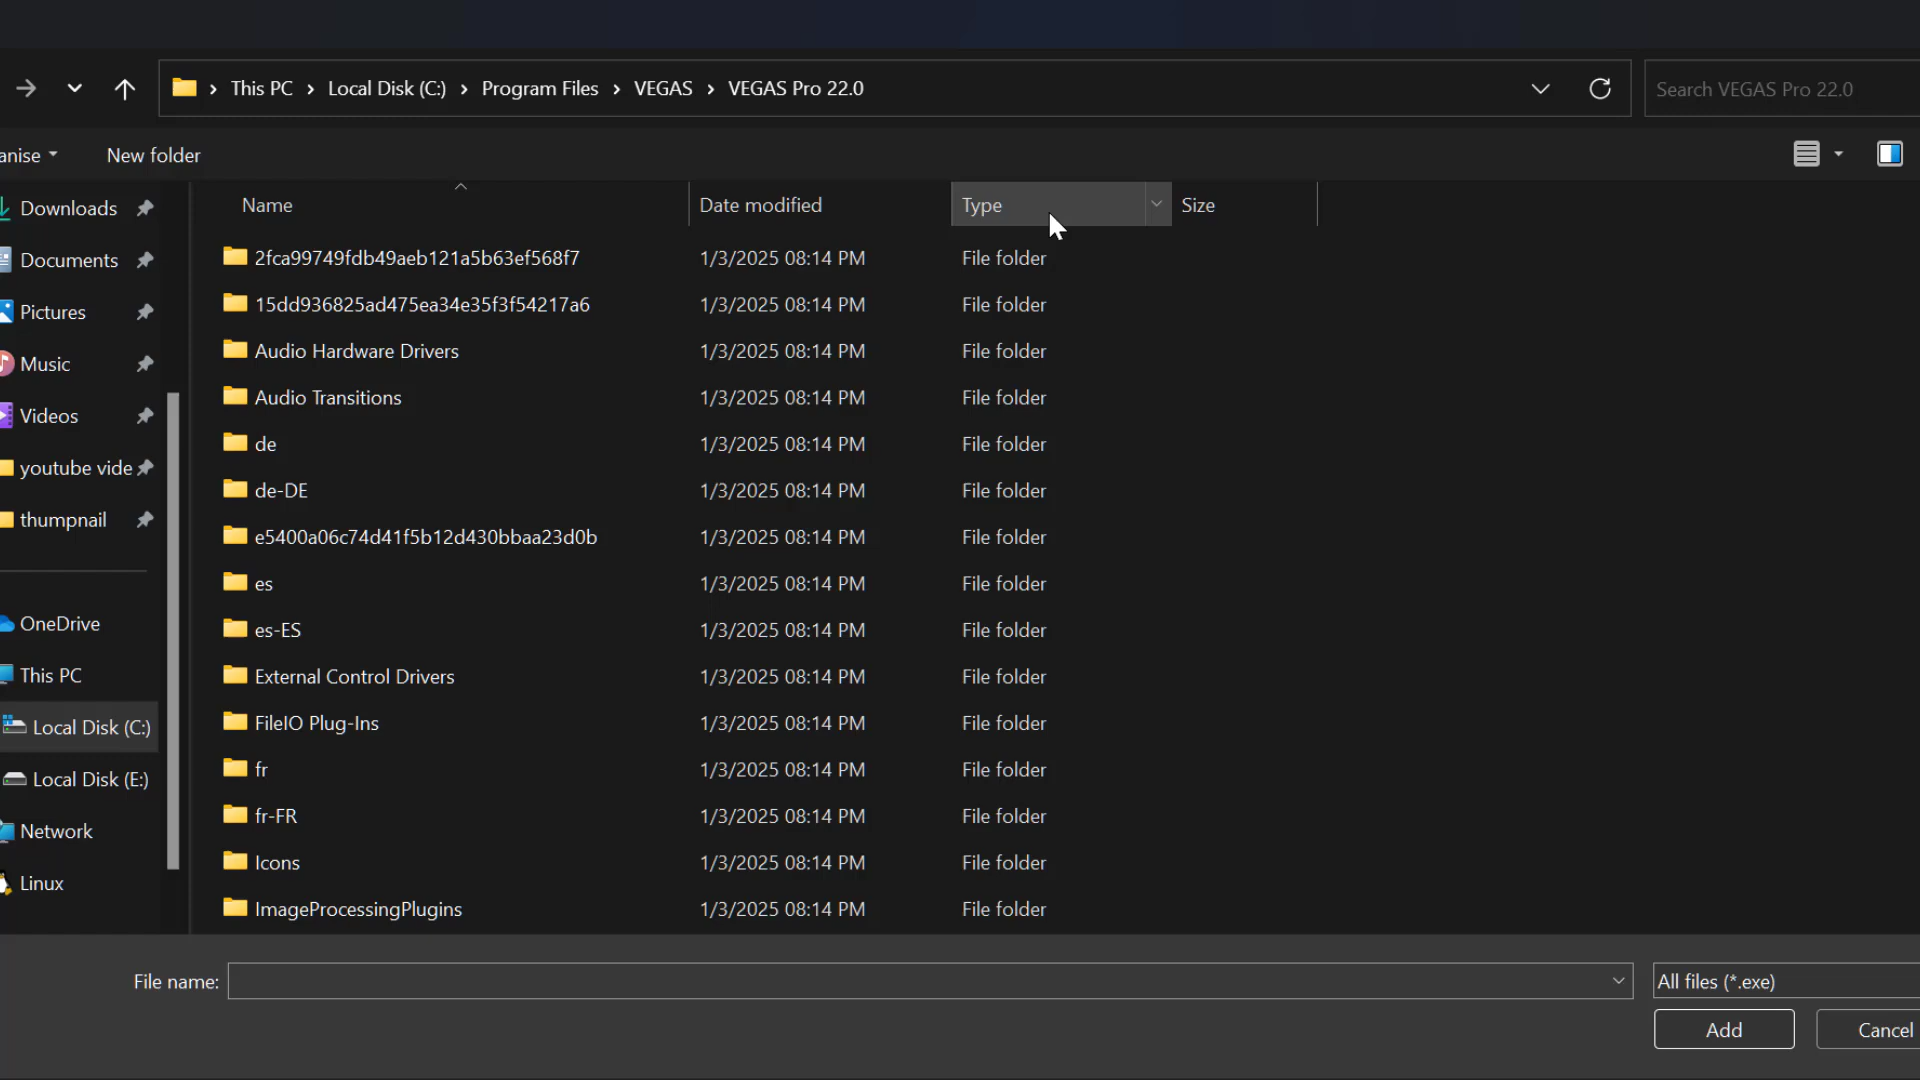 This PC > Local Disk (C:) > Program Files > VEGAS > VEGAS Pro 22.0
Search VEGAS Pro 22.0
anise
New folder
Name
Date modified
Type
Size
Downloads
Documents
Pictures
Music
Videos
youtube vide
thumpnail
OneDrive
This PC
Local Disk (C:)
Local Disk (E:)
Network
Linux
2fca99749fdb49aeb121a5b63ef568f7 1/3/2025 08:14 PM File folder
15dd936825ad475ea34e35f3f54217a6 1/3/2025 08:14 PM File folder
Audio Hardware Drivers 1/3/2025 08:14 PM File folder
Audio Transitions 1/3/2025 08:14 PM File folder
de 1/3/2025 08:14 PM File folder
de-DE 1/3/2025 08:14 PM File folder
e5400a06c74d41f5b12d430bbaa23d0b 1/3/2025 08:14 PM File folder
es 1/3/2025 08:14 PM File folder
es-ES 1/3/2025 08:14 PM File folder
External Control Drivers 1/3/2025 08:14 PM File folder
FileIO Plug-Ins 1/3/2025 08:14 PM File folder
fr 1/3/2025 08:14 PM File folder
fr-FR 1/3/2025 08:14 PM File folder
Icons 1/3/2025 08:14 PM File folder
ImageProcessingPlugins 1/3/2025 08:14 PM File folder
File name:
All files (*.exe)
Add
Cancel